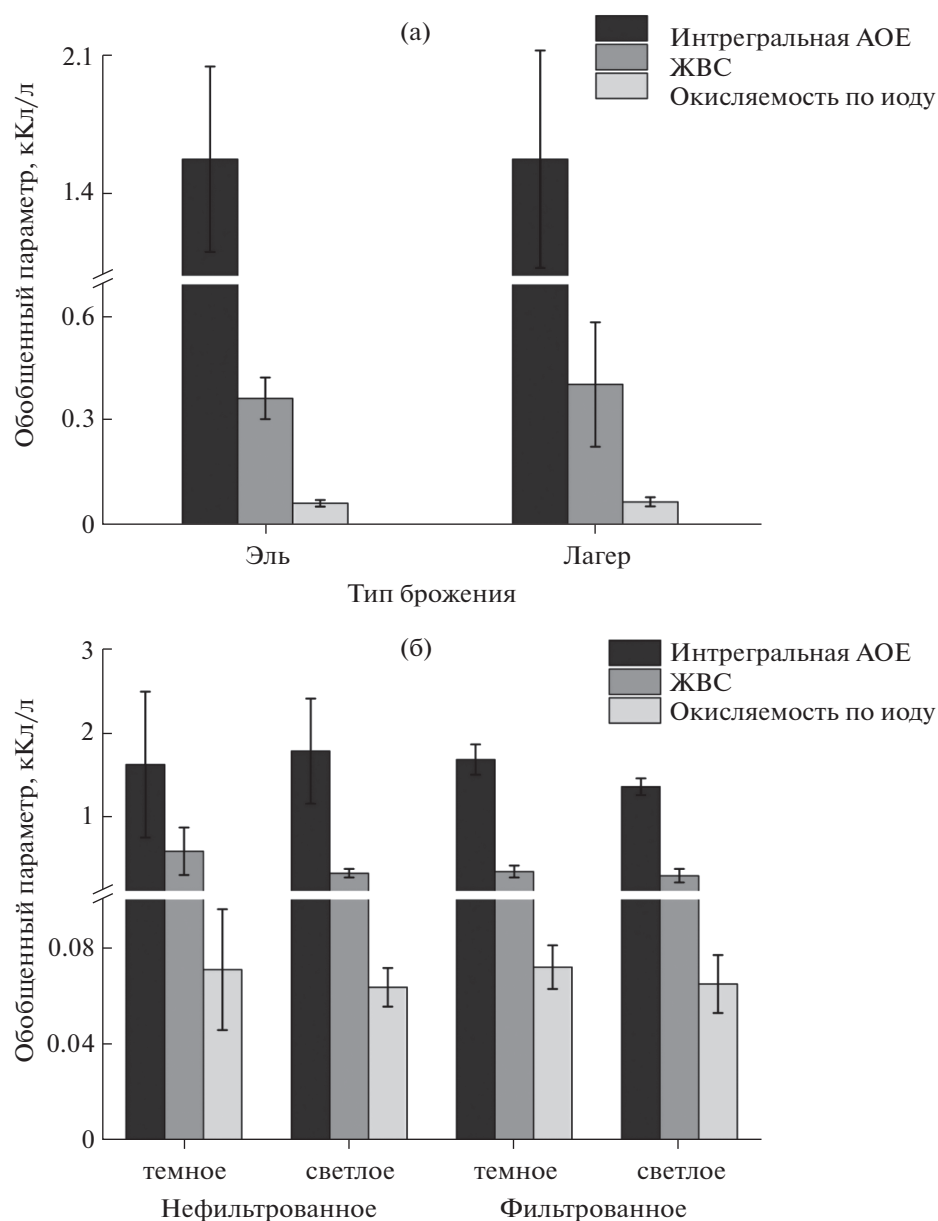 (а)
Интрегральная АОЕ
ЖВС
Окисляемость по иоду
Обобщенный параметр, кКл/л
2.1
1.4
0.6
0.3
0
Эль
Лагер
Тип брожения
(б)
Интрегральная АОЕ
ЖВС
Окисляемость по иоду
Обобщенный параметр, кКл/л
3
2
1
0.08
0.04
0
темное
светлое
темное
светлое
Нефильтрованное
Фильтрованное